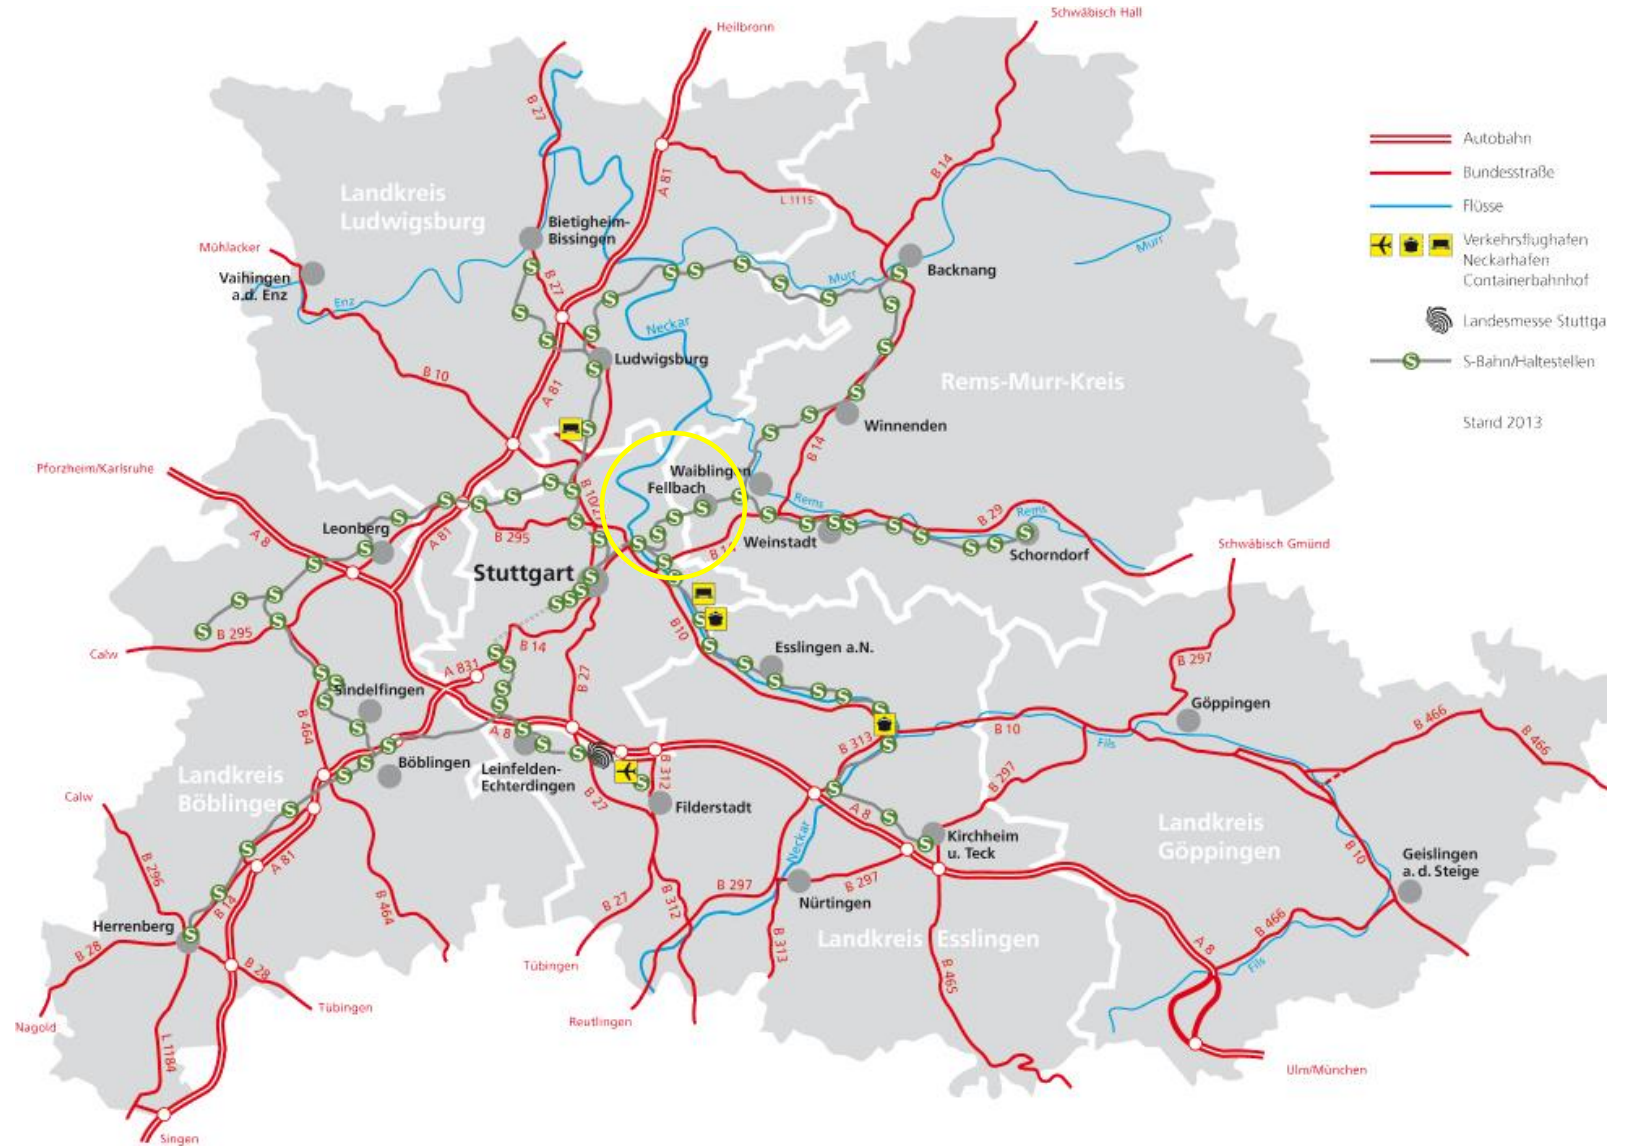 Heilbronn
Schwäbisch Hall
B 27
A 81
B 14
L 1115
Landkreis
Ludwigsburg
Bietigheim-
Bissingen
Mühlacker
Vaihingen
a.d. Enz
Enz
B 27
Backnang
Murr
Murr
Neckar
Ludwigsburg
B 10
A 81
Rems-Murr-Kreis
Winnenden
B 14
Autobahn
Bundesstraße
Flüsse
Verkehrsflughafen
Neckarhafen
Containerbahnhof
Landesmesse Stuttga
S
S-Bahn/Haltestellen
Stand 2013
Pforzheim/Karlsruhe
Waiblingen
Fellbach
Rems
B 29
Rems
B 10/27
Leonberg
A 8
A 81
B 295
Weinstadt
Schorndorf
Schwäbisch Gmünd
Stuttgart
B 295
Calw
B 14
B10
Esslingen a.N.
A 831
B 27
B 297
Sindelfingen
Göppingen
B 464
A 8
B 313
B 10
Fils
B 466
B 466
Landkreis
Böblingen
Böblingen
Leinfelden-
Echterdingen
B 312
B 27
Filderstadt
B 297
A 8
Kirchheim
u. Teck
Landkreis
Göppingen
Calw
B 296
A 81
B 14
B 464
Neckar
B 10
Geislingen
a. d. Steige
Herrenberg
B 28
B 28
B 27
B 312
B 297
B 297
Nürtingen
Landkreis Esslingen
B 313
B 465
A 8
B 466
Fils
Tübingen
Tübingen
Reutlingen
Nagold
L 1184
Singen
Ulm/München